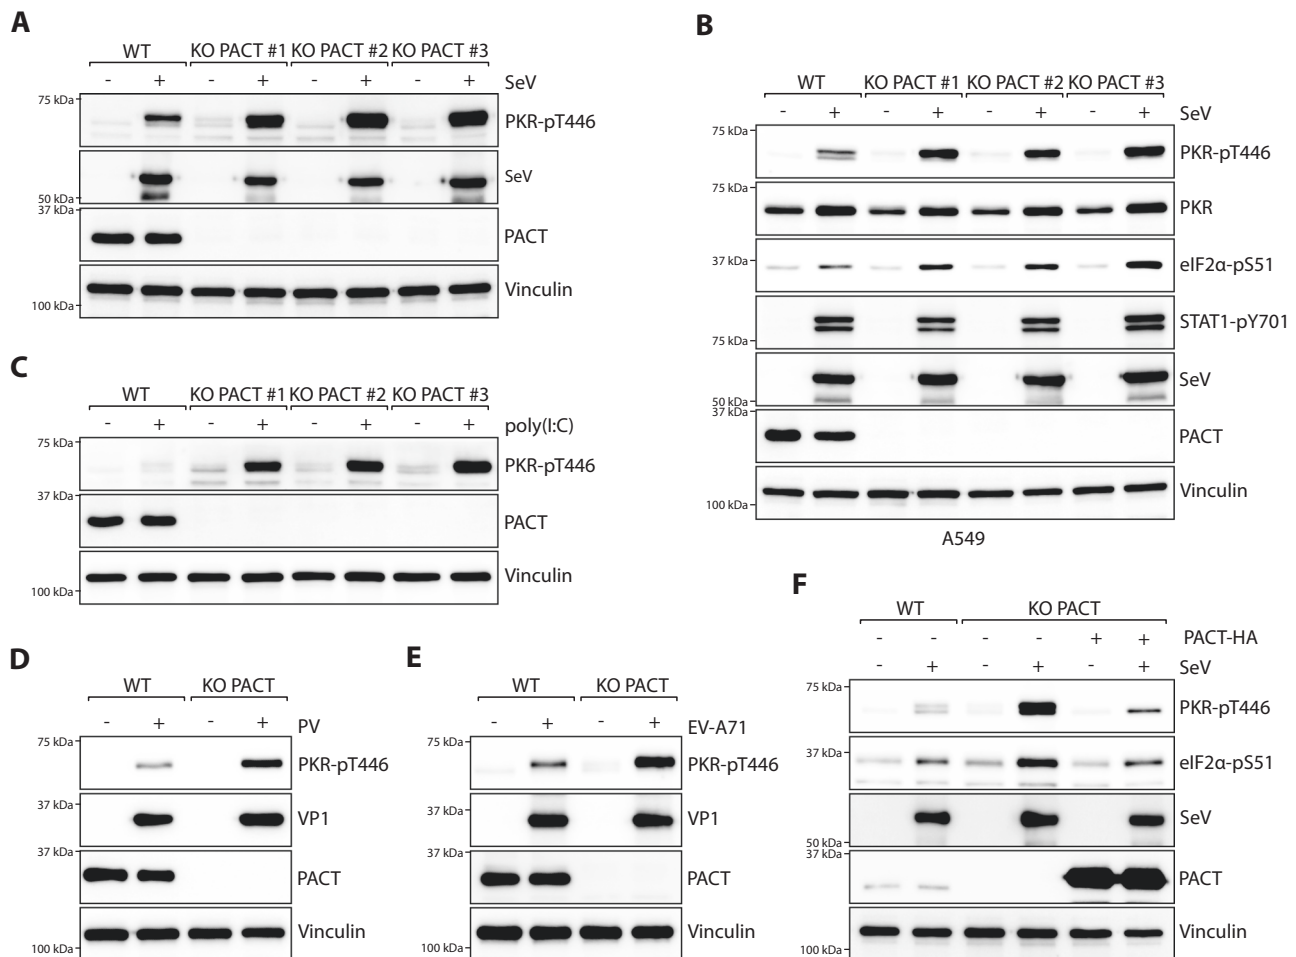 A
WT KO PACT #1 KO PACT #2 KO PACT #3
- + - + - + - + SeV
75 kDa
PKR-pT446
SeV
50 kDa
37 kDa
PACT
Vinculin
100 kDa
B
WT KO PACT #1 KO PACT #2 KO PACT #3
- + - + - + - + SeV
75 kDa
PKR-pT446
75 kDa
PKR
37 kDa
eIF2α-pS51
STAT1-pY701
75 kDa
SeV
50 kDa
37 kDa
PACT
Vinculin
100 kDa
A549
C
WT KO PACT #1 KO PACT #2 KO PACT #3
- + - + - + - + poly(I:C)
75 kDa
PKR-pT446
37 kDa
PACT
Vinculin
100 kDa
D
WT KO PACT
- + - + PV
75 kDa
PKR-pT446
37 kDa
VP1
37 kDa
PACT
Vinculin
100 kDa
E
WT KO PACT
- + - + EV-A71
75 kDa
PKR-pT446
37 kDa
VP1
37 kDa
PACT
Vinculin
100 kDa
F
WT KO PACT
- - - - + + PACT-HA
- + - + - + SeV
75 kDa
PKR-pT446
37 kDa
eIF2α-pS51
SeV
50 kDa
37 kDa
PACT
Vinculin
100 kDa